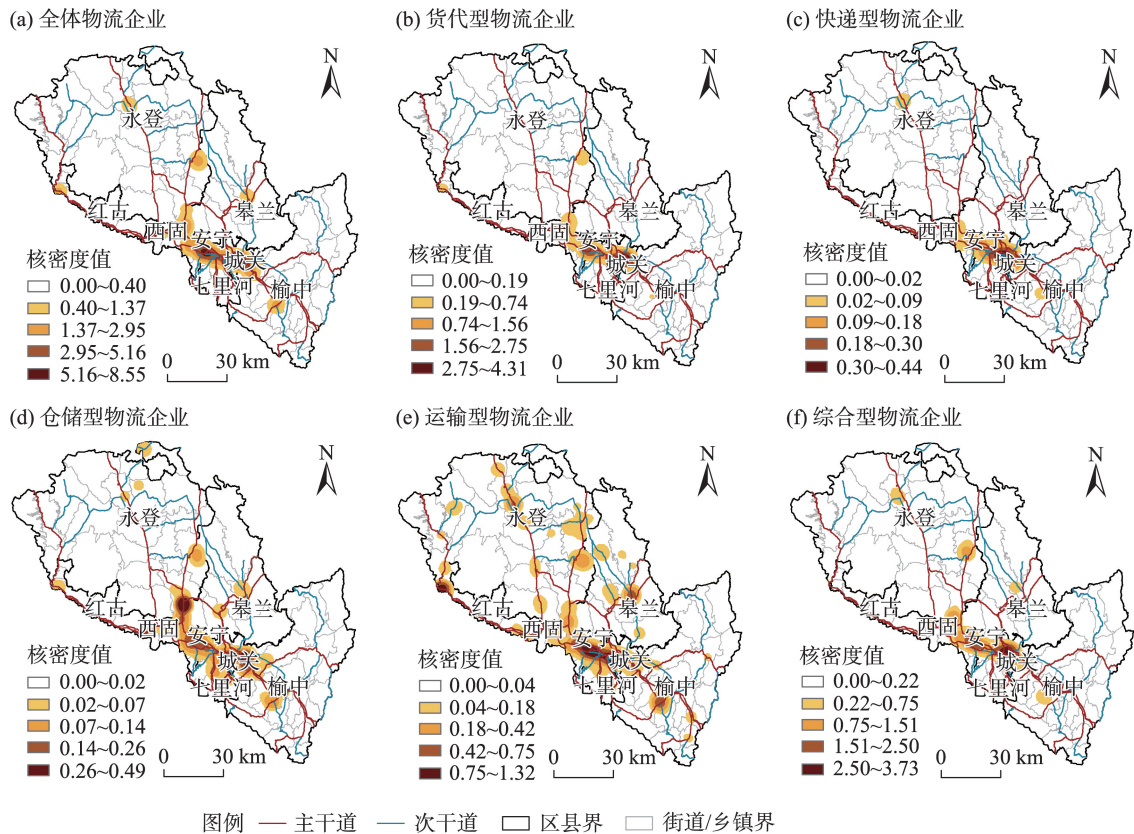 (a) 全体物流企业
N
永登
红古
皋兰
西固
安宁
城关
七里河
榆中
核密度值
0.00~0.40
0.40~1.37
1.37~2.95
2.95~5.16
5.16~8.55
0 30 km
(b) 货代型物流企业
N
永登
红古
皋兰
西固
安宁
城关
七里河
榆中
核密度值
0.00~0.19
0.19~0.74
0.74~1.56
1.56~2.75
2.75~4.31
0 30 km
(c) 快递型物流企业
N
永登
红古
皋兰
西固
安宁
城关
七里河
榆中
核密度值
0.00~0.02
0.02~0.09
0.09~0.18
0.18~0.30
0.30~0.44
0 30 km
(d) 仓储型物流企业
N
永登
红古
皋兰
西固
安宁
城关
七里河
榆中
核密度值
0.00~0.02
0.02~0.07
0.07~0.14
0.14~0.26
0.26~0.49
0 30 km
(e) 运输型物流企业
N
永登
红古
皋兰
西固
安宁
城关
七里河
榆中
核密度值
0.00~0.04
0.04~0.18
0.18~0.42
0.42~0.75
0.75~1.32
0 30 km
(f) 综合型物流企业
N
永登
红古
皋兰
西固
安宁
城关
七里河
榆中
核密度值
0.00~0.22
0.22~0.75
0.75~1.51
1.51~2.50
2.50~3.73
0 30 km
图例 主干道 次干道 区县界 街道/乡镇界